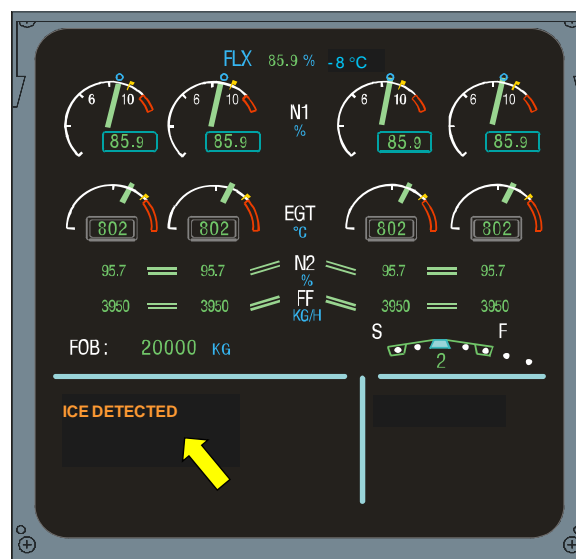 FLX 85.9 % -8 °C
6 10 6 10 N1 6 10 6 10
%
85.9 85.9 85.9 85.9
EGT
802 802 °C 802 802
95.7 95.7 N2 95.7 95.7
%
3950 3950 FF 3950 3950
KG/H
S F
FOB: 20000 KG
2
ICE DETECTED